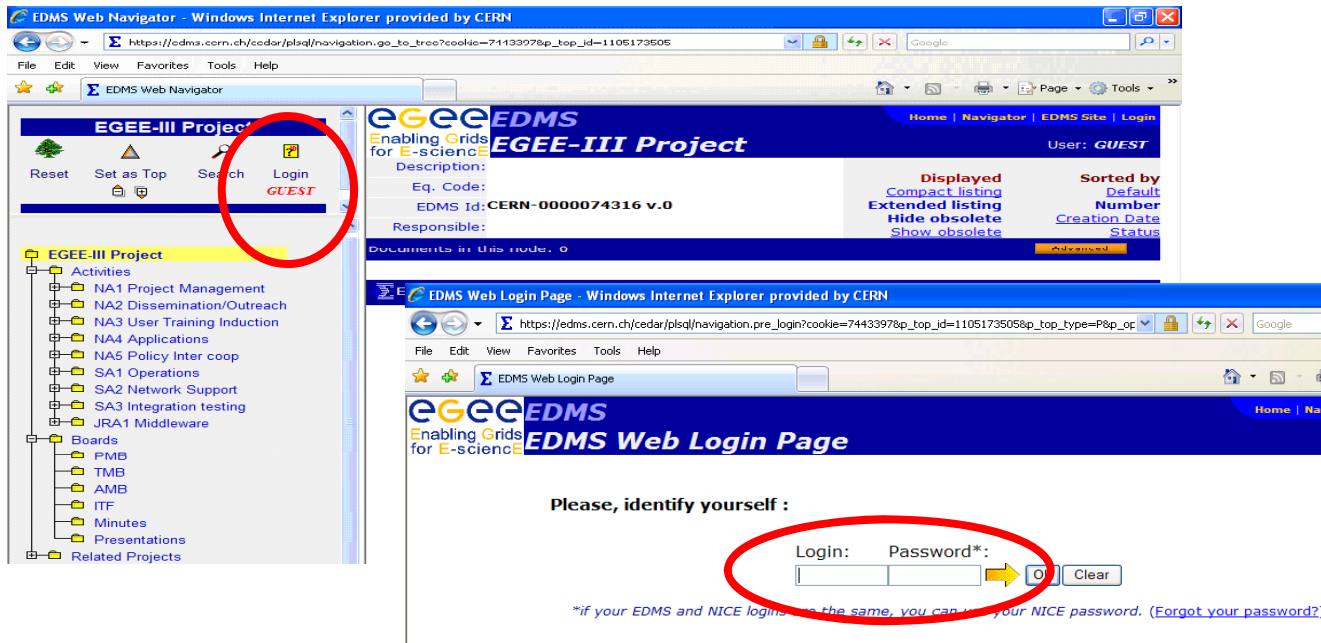 EDMS Web Navigator - Windows Internet Explorer provided by CERN
https://edms.cern.ch/cedar/plsql/navigation.go_to_tree?cookie=7443397&p_top_id=1105173505
Google
File Edit View Favorites Tools Help
EDMS Web Navigator
Page Tools
EGEE-III Project
Reset Set as Top Search Login
GUEST
EGEE-III Project
Activities
NA1 Project Management
NA2 Dissemination/Outreach
NA3 User Training Induction
NA4 Applications
NA5 Policy Inter coop
SA1 Operations
SA2 Network Support
SA3 Integration testing
JRA1 Middleware
Boards
PMB
TMB
AMB
ITF
Minutes
Presentations
Related Projects
eGee EDMS
Home | Navigator | EDMS Site | Login
Enabling Grids
for E-sciencE
EGEE-III Project
User: GUEST
Description:
Eq. Code:
EDMS Id: CERN-0000074316 v.0
Responsible:
Displayed
Compact listing
Extended listing
Hide obsolete
Show obsolete
Sorted by
Default
Number
Creation Date
Status
Documents in this node: 0
Advanced
EDMS Web Login Page - Windows Internet Explorer provided by CERN
https://edms.cern.ch/cedar/plsql/navigation.pre_login?cookie=7443397&p_top_id=1105173505&p_top_type=P&p_op
Google
File Edit View Favorites Tools Help
EDMS Web Login Page
eGee EDMS
Home | Na
Enabling Grids
for E-sciencE
EDMS Web Login Page
Please, identify yourself :
Login: Password*:
Clear
*if your EDMS and NICE logins are the same, you can use your NICE password. (Forgot your password?)